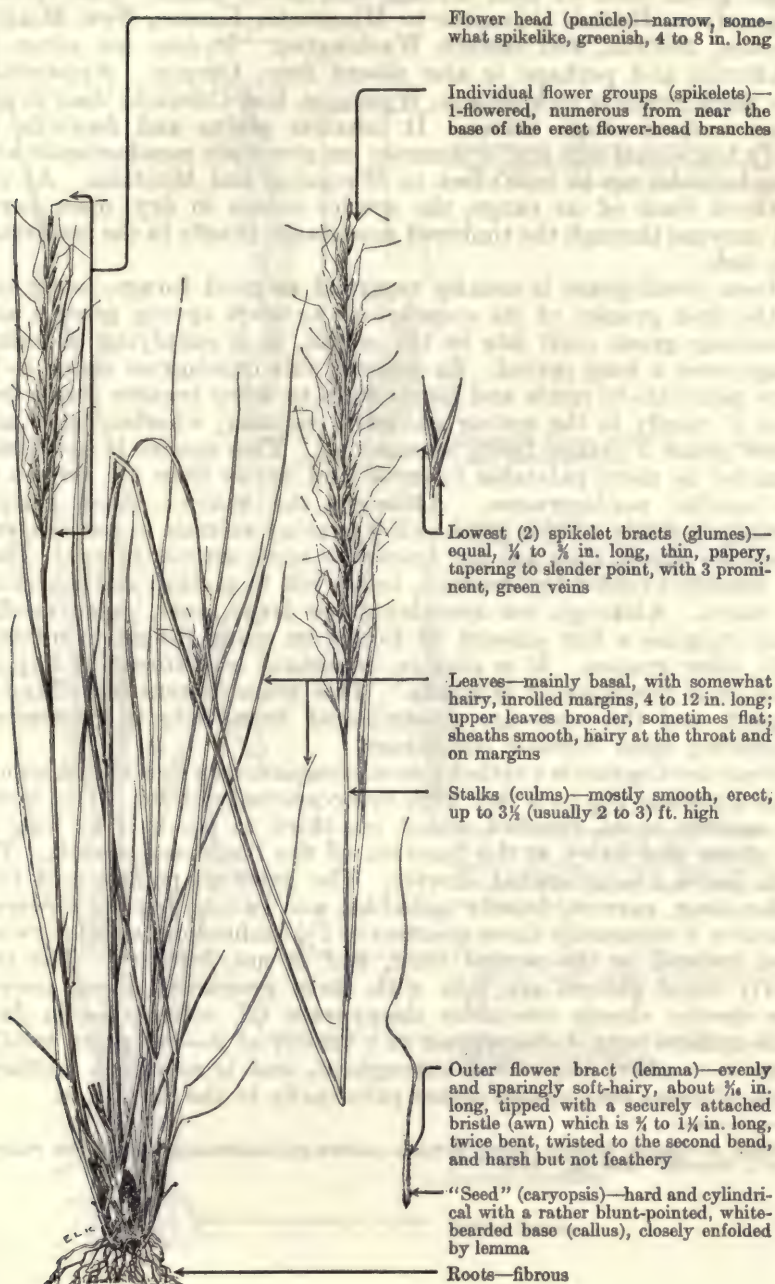 Flower head (panicle)—narrow, some-
what spikelike, greenish, 4 to 8 in. long
Individual flower groups (spikelets)—
1-flowered, numerous from near the
base of the erect flower-head branches
Lowest (2) spikelet bracts (glumes)—
equal, ¼ to ⅜ in. long, thin, papery,
tapering to slender point, with 3 promi-
nent, green veins
Leaves—mainly basal, with somewhat
hairy, inrolled margins, 4 to 12 in. long;
upper leaves broader, sometimes flat;
sheaths smooth, hairy at the throat and
on margins
Stalks (culms)—mostly smooth, erect,
up to 3½ (usually 2 to 3) ft. high
Outer flower bract (lemma)—evenly
and sparingly soft-hairy, about 3/16 in.
long, tipped with a securely attached
bristle (awn) which is ¾ to 1¼ in. long,
twice bent, twisted to the second bend,
and harsh but not feathery
"Seed" (caryopsis)—hard and cylindri-
cal with a rather blunt-pointed, white-
bearded base (callus), closely enfolded
by lemma
E L K
Roots—fibrous